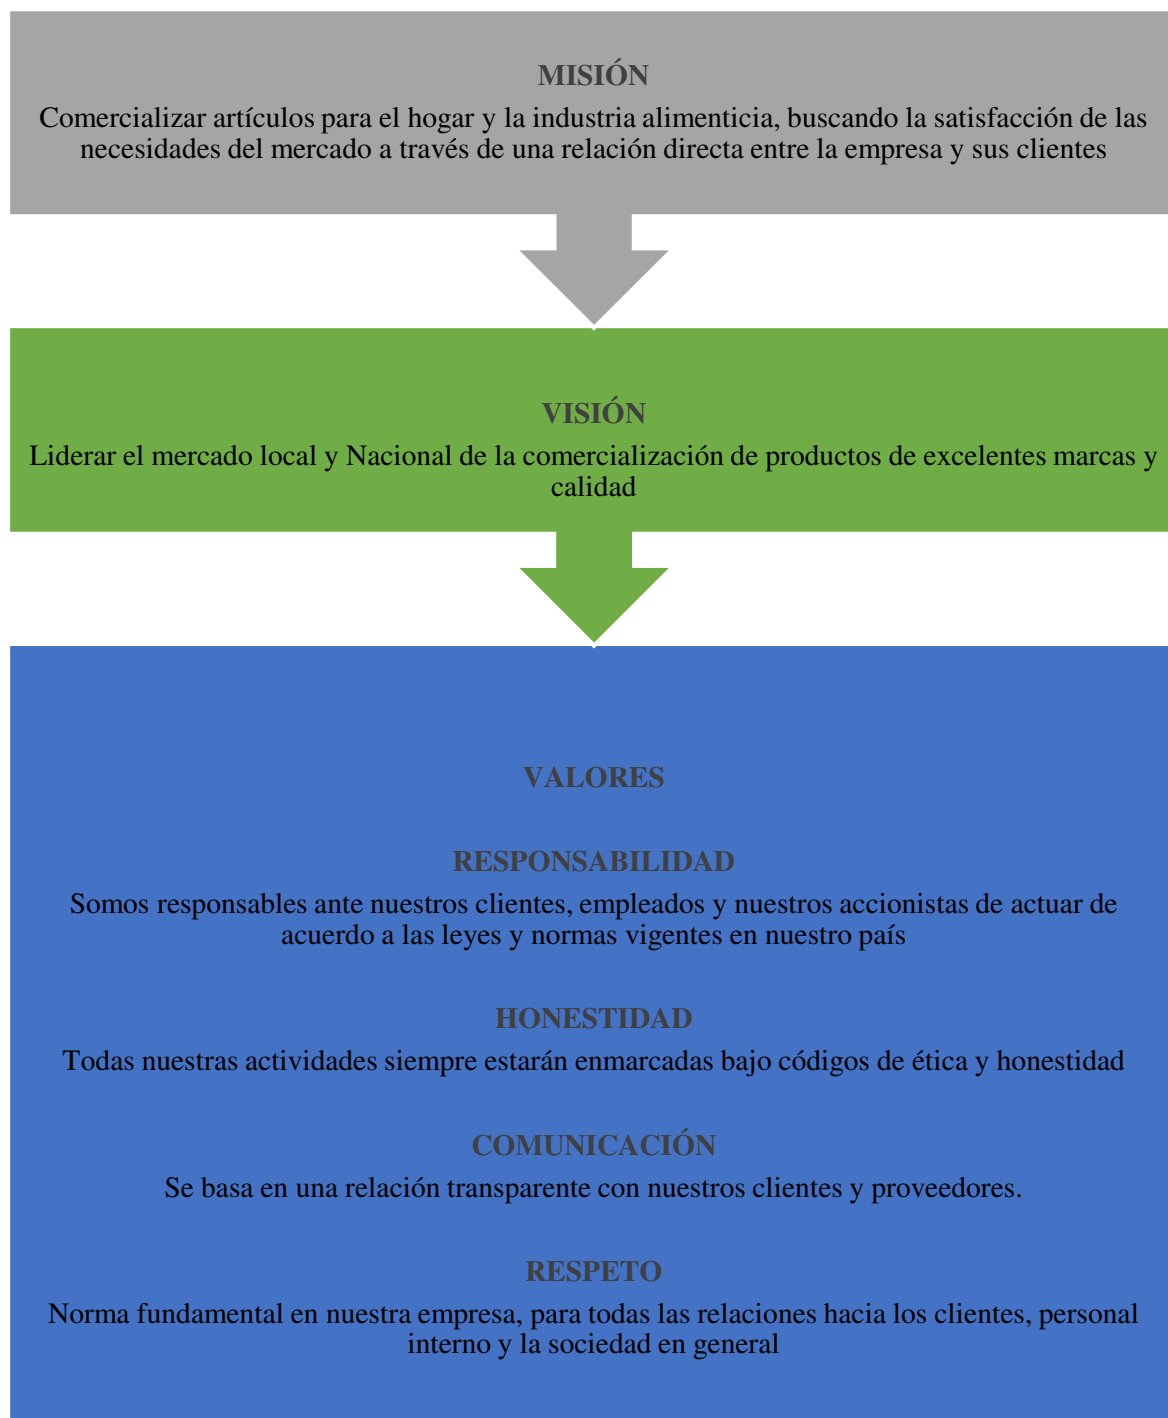 MISIÓN
Comercializar artículos para el hogar y la industria alimenticia, buscando la satisfacción de las
necesidades del mercado a través de una relación directa entre la empresa y sus clientes
VISIÓN
Liderar el mercado local y Nacional de la comercialización de productos de excelentes marcas y
calidad
VALORES
RESPONSABILIDAD
Somos responsables ante nuestros clientes, empleados y nuestros accionistas de actuar de
acuerdo a las leyes y normas vigentes en nuestro país
HONESTIDAD
Todas nuestras actividades siempre estarán enmarcadas bajo códigos de ética y honestidad
COMUNICACIÓN
Se basa en una relación transparente con nuestros clientes y proveedores.
RESPETO
Norma fundamental en nuestra empresa, para todas las relaciones hacia los clientes, personal
interno y la sociedad en general